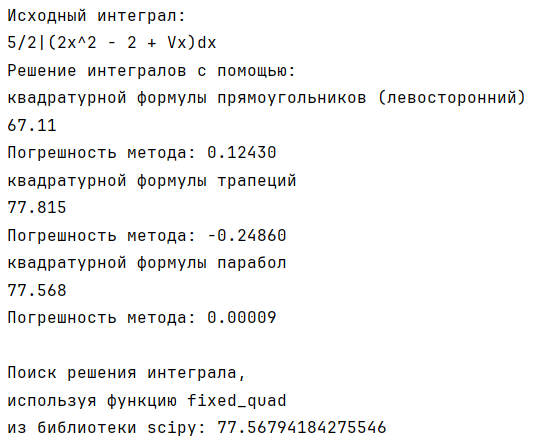 Исходный интеграл:
5/2|(2x^2 - 2 + Vx)dx
Решение интегралов с помощью:
квадратурной формулы прямоугольников (левосторонний)
67.11
Погрешность метода: 0.12430
квадратурной формулы трапеций
77.815
Погрешность метода: -0.24860
квадратурной формулы парабол
77.568
Погрешность метода: 0.00009
Поиск решения интеграла,
используя функцию fixed_quad
из библиотеки scipy: 77.56794184275546